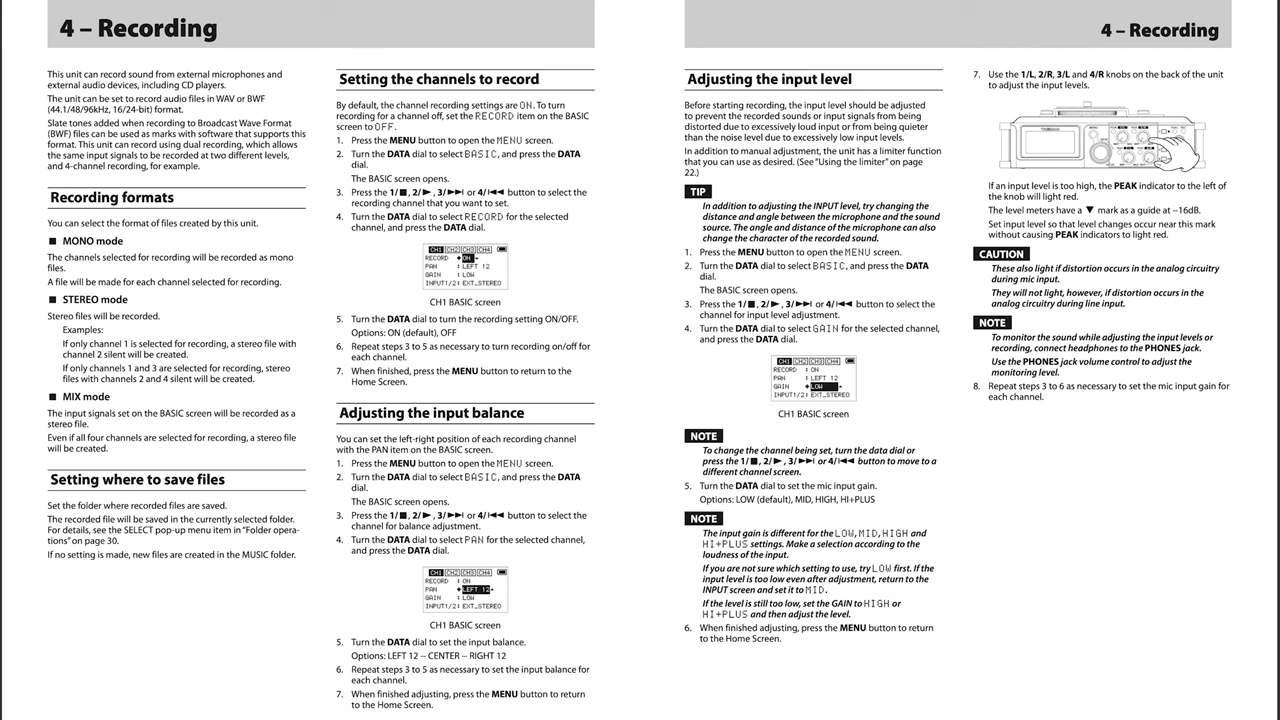 4 – Recording
This unit can record sound from external microphones and
external audio devices, including CD players.
The unit can be set to record audio files in WAV or BWF
(44.1/48/96kHz, 16/24-bit) format.
Slate tones added when recording to Broadcast Wave Format
(BWF) files can be used as marks with software that supports this
format. This unit can record using dual recording, which allows
the same input signals to be recorded at two different levels,
and 4-channel recording, for example.
Recording formats
You can select the format of files created by this unit.
■ MONO mode
The channels selected for recording will be recorded as mono
files.
A file will be made for each channel selected for recording.
■ STEREO mode
Stereo files will be recorded.
Examples:
If only channel 1 is selected for recording, a stereo file with
channel 2 silent will be created.
If only channels 1 and 3 are selected for recording, stereo
files with channels 2 and 4 silent will be created.
■ MIX mode
The input signals set on the BASIC screen will be recorded as a
stereo file.
Even if all four channels are selected for recording, a stereo file
will be created.
Setting where to save files
Set the folder where recorded files are saved.
The recorded file will be saved in the currently selected folder.
For details, see the SELECT pop-up menu item in “Folder opera-
tions” on page 30.
If no setting is made, new files are created in the MUSIC folder.
Setting the channels to record
By default, the channel recording settings are ON. To turn
recording for a channel off, set the RECORD item on the BASIC
screen to OFF.
1. Press the MENU button to open the MENU screen.
2. Turn the DATA dial to select BASIC, and press the DATA
dial.
The BASIC screen opens.
3. Press the 1/■, 2/▶, 3/▶▶I or 4/I◀◀ button to select the
recording channel that you want to set.
4. Turn the DATA dial to select RECORD for the selected
channel, and press the DATA dial.
CH1 CH2 CH3 CH4
RECORD ◆ON
PAN : LEFT 12
GAIN : LOW
INPUT1/2: EXT_STEREO
CH1 BASIC screen
5. Turn the DATA dial to turn the recording setting ON/OFF.
Options: ON (default), OFF
6. Repeat steps 3 to 5 as necessary to turn recording on/off for
each channel.
7. When finished, press the MENU button to return to the
Home Screen.
Adjusting the input balance
You can set the left-right position of each recording channel
with the PAN item on the BASIC screen.
1. Press the MENU button to open the MENU screen.
2. Turn the DATA dial to select BASIC, and press the DATA
dial.
The BASIC screen opens.
3. Press the 1/■, 2/▶, 3/▶▶I or 4/I◀◀ button to select the
channel for balance adjustment.
4. Turn the DATA dial to select PAN for the selected channel,
and press the DATA dial.
CH1 CH2 CH3 CH4
RECORD : ON
PAN ◆LEFT 12
GAIN : LOW
INPUT1/2: EXT_STEREO
CH1 BASIC screen
5. Turn the DATA dial to set the input balance.
Options: LEFT 12 – CENTER – RIGHT 12
6. Repeat steps 3 to 5 as necessary to set the input balance for
each channel.
7. When finished adjusting, press the MENU button to return
to the Home Screen.
4 – Recording
Adjusting the input level
Before starting recording, the input level should be adjusted
to prevent the recorded sounds or input signals from being
distorted due to excessively loud input or from being quieter
than the noise level due to excessively low input levels.
In addition to manual adjustment, the unit has a limiter function
that you can use as desired. (See “Using the limiter” on page
22.)
TIP
In addition to adjusting the INPUT level, try changing the
distance and angle between the microphone and the sound
source. The angle and distance of the microphone can also
change the character of the recorded sound.
1. Press the MENU button to open the MENU screen.
2. Turn the DATA dial to select BASIC, and press the DATA
dial.
The BASIC screen opens.
3. Press the 1/■, 2/▶, 3/▶▶I or 4/I◀◀ button to select the
channel for input level adjustment.
4. Turn the DATA dial to select GAIN for the selected channel,
and press the DATA dial.
CH1 CH2 CH3 CH4
RECORD : ON
PAN : LEFT 12
GAIN ◆LOW
INPUT1/2: EXT_STEREO
CH1 BASIC screen
NOTE
To change the channel being set, turn the data dial or
press the 1/■, 2/▶, 3/▶▶I or 4/I◀◀ button to move to a
different channel screen.
5. Turn the DATA dial to set the mic input gain.
Options: LOW (default), MID, HIGH, HI+PLUS
NOTE
The input gain is different for the LOW, MID, HIGH and
HI+PLUS settings. Make a selection according to the
loudness of the input.
If you are not sure which setting to use, try LOW first. If the
input level is too low even after adjustment, return to the
INPUT screen and set it to MID.
If the level is still too low, set the GAIN to HIGH or
HI+PLUS and then adjust the level.
6. When finished adjusting, press the MENU button to return
to the Home Screen.
7. Use the 1/L, 2/R, 3/L and 4/R knobs on the back of the unit
to adjust the input levels.
TASCAM
If an input level is too high, the PEAK indicator to the left of
the knob will light red.
The level meters have a ▼ mark as a guide at −16dB.
Set input level so that level changes occur near this mark
without causing PEAK indicators to light red.
CAUTION
These also light if distortion occurs in the analog circuitry
during mic input.
They will not light, however, if distortion occurs in the
analog circuitry during line input.
NOTE
To monitor the sound while adjusting the input levels or
recording, connect headphones to the PHONES jack.
Use the PHONES jack volume control to adjust the
monitoring level.
8. Repeat steps 3 to 6 as necessary to set the mic input gain for
each channel.